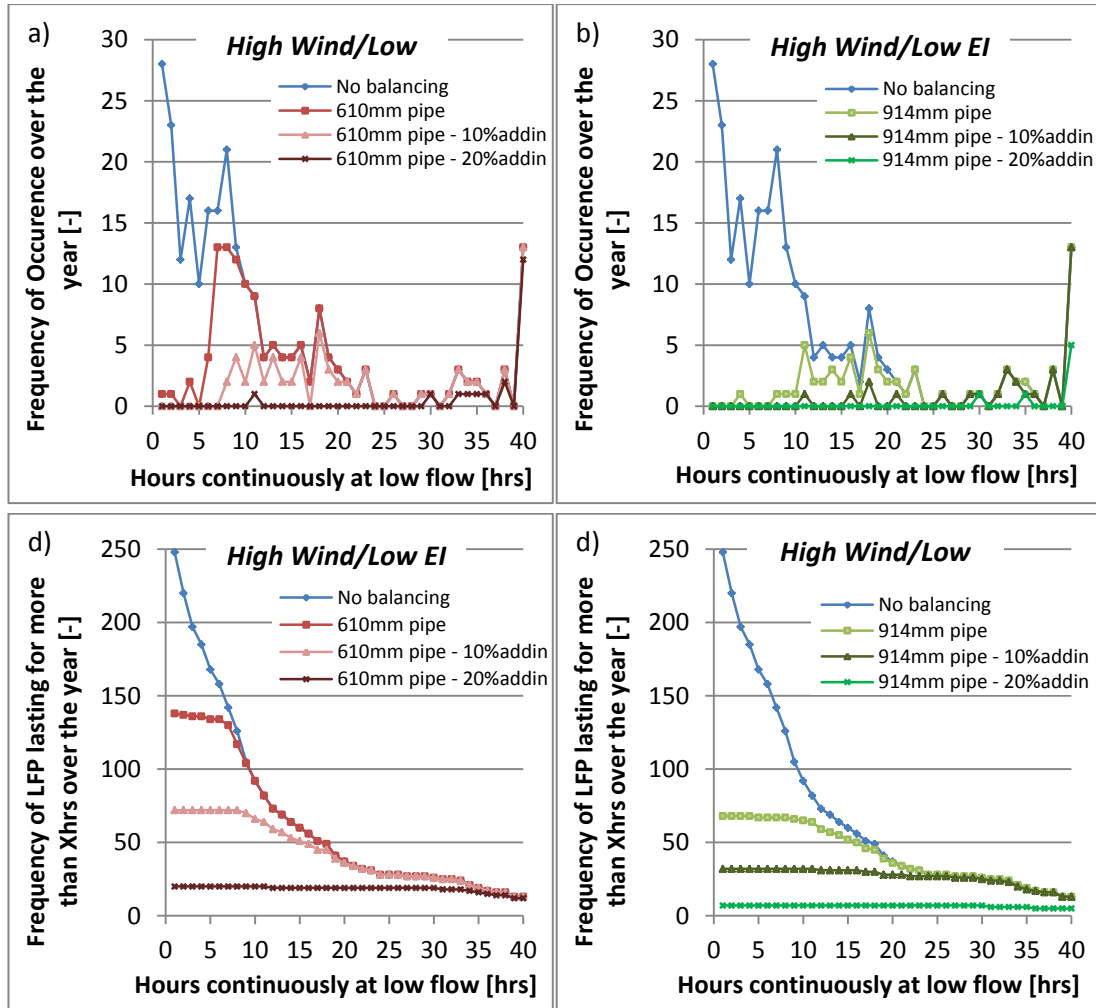 a)
High Wind/Low
No balancing
610mm pipe
610mm pipe - 10%addin
610mm pipe - 20%addin
Frequency of Occurence over the
year [-]
30
25
20
15
10
5
0
0 5 10 15 20 25 30 35 40
Hours continuously at low flow [hrs]
b)
High Wind/Low EI
No balancing
914mm pipe
914mm pipe - 10%addin
914mm pipe - 20%addin
Frequency of Occurence over the
year [-]
30
25
20
15
10
5
0
0 5 10 15 20 25 30 35 40
Hours continuously at low flow [hrs]
d)
High Wind/Low EI
No balancing
610mm pipe
610mm pipe - 10%addin
610mm pipe - 20%addin
Frequency of LFP lasting for more
than Xhrs over the year [-]
250
200
150
100
50
0
0 5 10 15 20 25 30 35 40
Hours continuously at low flow [hrs]
d)
High Wind/Low
No balancing
914mm pipe
914mm pipe - 10%addin
914mm pipe - 20%addin
Frequency of LFP lasting for more
than Xhrs over the year [-]
250
200
150
100
50
0
0 5 10 15 20 25 30 35 40
Hours continuously at low flow [hrs]